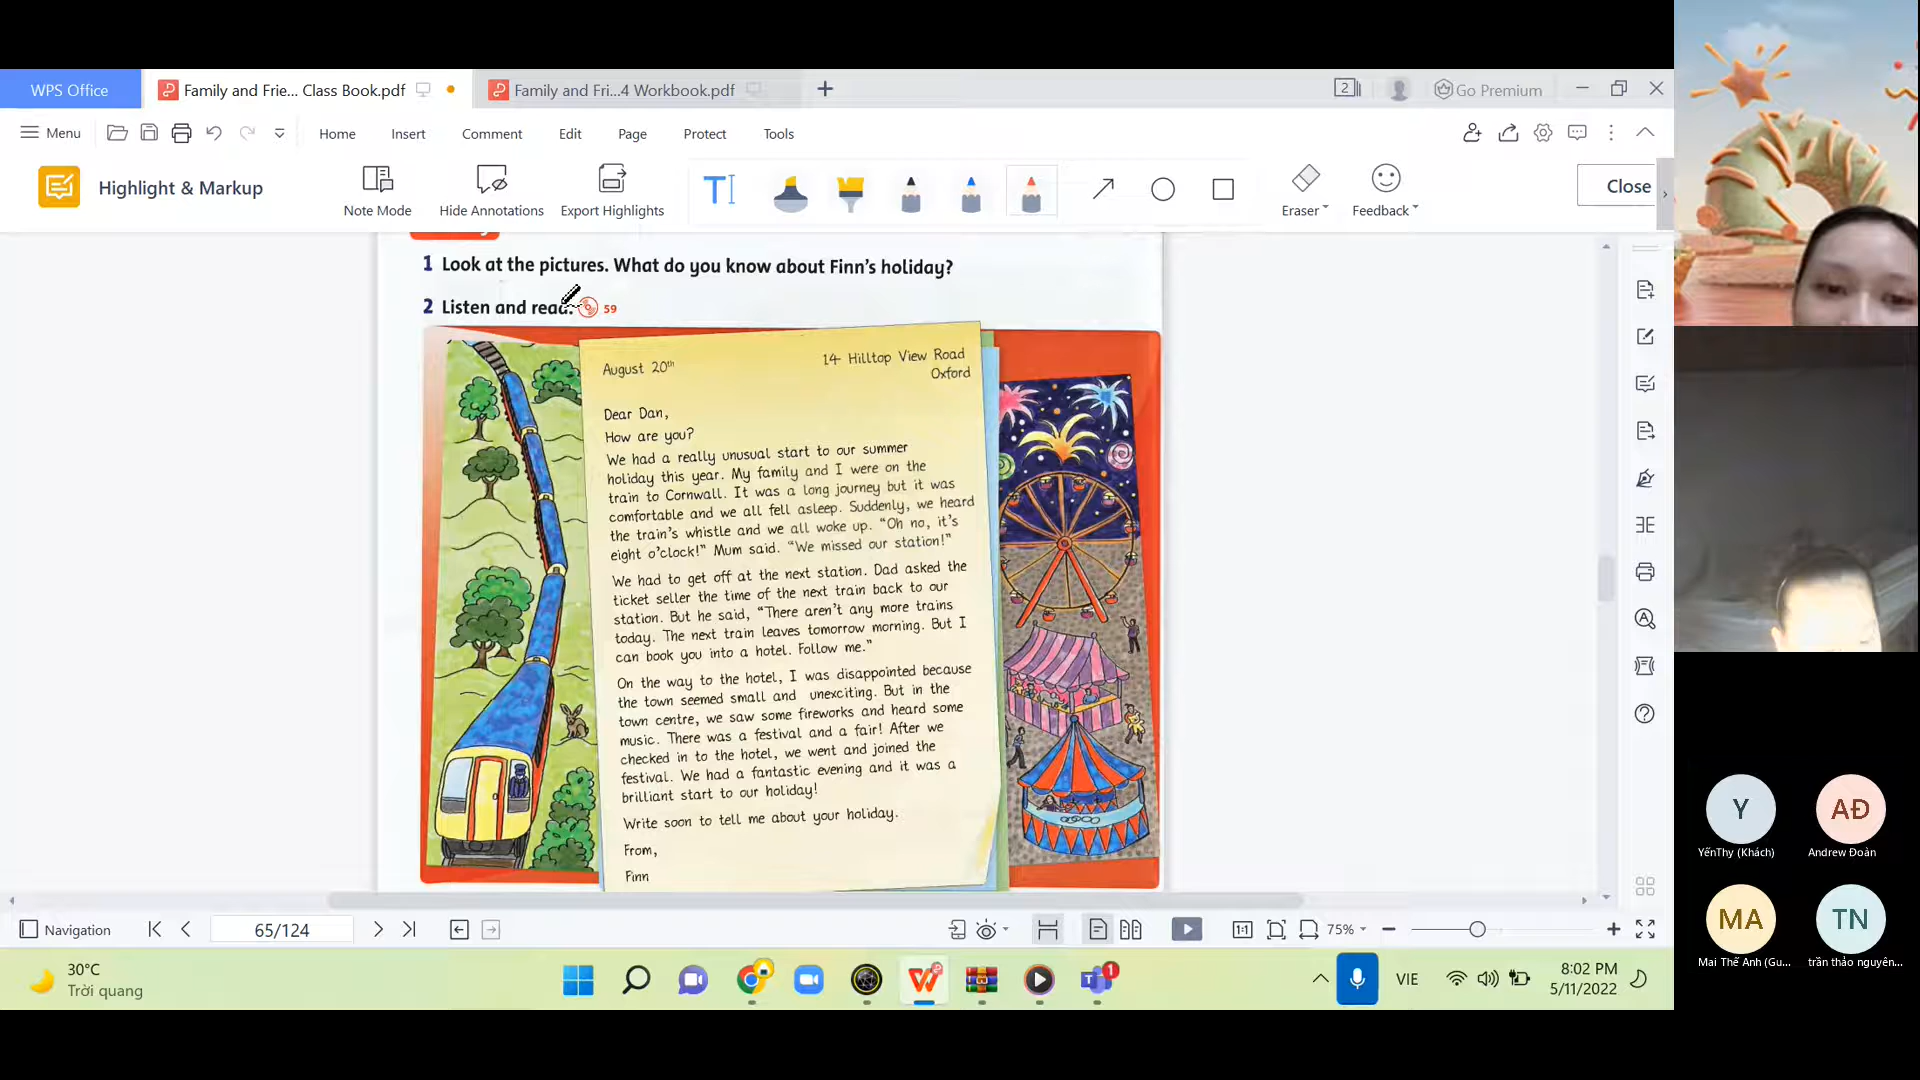 WPS Office
Family and Frie... Class Book.pdf
Family and Fri...4 Workbook.pdf
2
Go Premium
Menu
Home
Insert
Comment
Edit
Page
Protect
Tools
Highlight & Markup
Note Mode
Hide Annotations
Export Highlights
T
Eraser
Feedback
Close
1 Look at the pictures. What do you know about Finn's holiday?
2 Listen and read. 59
August 20th
14 Hilltop View Road
Oxford
Dear Dan,
How are you?
We had a really unusual start to our summer
holiday this year. My family and I were on the
train to Cornwall. It was a long journey but it was
comfortable and we all fell asleep. Suddenly, we heard
the train's whistle and we all woke up. "Oh no, it's
eight o'clock!" Mum said. "We missed our station!"
We had to get off at the next station. Dad asked the
ticket seller the time of the next train back to our
station. But he said, "There aren't any more trains
today. The next train leaves tomorrow morning. But I
can book you into a hotel. Follow me."
On the way to the hotel, I was disappointed because
the town seemed small and unexciting. But in the
town centre, we saw some fireworks and heard some
music. There was a festival and a fair! After we
checked in to the hotel, we went and joined the
festival. We had a fantastic evening and it was a
brilliant start to our holiday!
Write soon to tell me about your holiday.
From,
Finn
Navigation
65/124
1:1
75%
30°C
Trời quang
1
VIE
8:02 PM
5/11/2022
Y
YếnThy (Khách)
AĐ
Andrew Đoàn
MA
Mai Thế Anh (Gu...
TN
trần thảo nguyên...